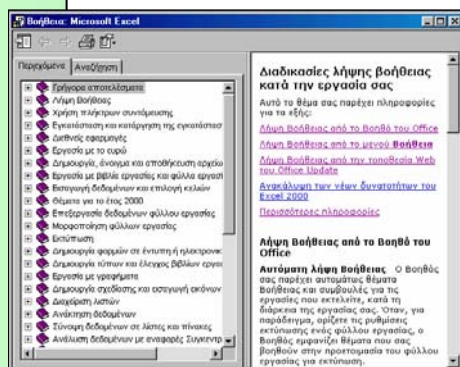 Βοήθεια: Microsoft Excel
Περιεχόμενα
Αναζήτηση
Γρήγορα αποτελέσματα
Λήψη Βοήθειας
Χρήση πλήκτρων συντόμευσης
Εγκατάσταση και κατάργηση της εγκατάστασ
Διεθνείς εφαρμογές
Εργασία με το ευρώ
Δημιουργία, άνοιγμα και αποθήκευση αρχείω
Εργασία με βιβλία εργασίας και φύλλα εργασί
Εισαγωγή δεδομένων και επιλογή κελιών
Θέματα για το έτος 2000
Επεξεργασία δεδομένων φύλλου εργασίας
Μορφοποίηση φύλλων εργασίας
Εκτύπωση
Δημιουργία φορμών σε έντυπη ή ηλεκτρονικ
Δημιουργία τύπων και έλεγχος βιβλίων εργασ
Εργασία με γραφήματα
Δημιουργία σχεδίασης και εισαγωγή εικόνων
Διαχείριση λιστών
Ανάκτηση δεδομένων
Σύνοψη δεδομένων σε λίστες και πίνακες
Ανάλυση δεδομένων με αναφορές Συγκεντρ
Διαδικασίες λήψης βοήθειας
κατά την εργασία σας
Αυτό το θέμα σας παρέχει πληροφορίες
για τα εξής:
Λήψη Βοήθειας από το Βοηθό του Office
Λήψη Βοήθειας από το μενού Βοήθεια
Λήψη Βοήθειας από την τοποθεσία Web
του Office Update
Ανακάλυψη των νέων δυνατοτήτων του
Excel 2000
Περισσότερες πληροφορίες
Λήψη Βοήθειας από το Βοηθό του
Office
Αυτόματη λήψη Βοήθειας Ο Βοηθός
σας παρέχει αυτομάτως θέματα
Βοήθειας και συμβουλές για τις
εργασίες που εκτελείτε, κατά τη
διάρκεια της εργασίας σας. Όταν, για
παράδειγμα, ορίζετε τις ρυθμίσεις
εκτύπωσης ενός φύλλου εργασίας, ο
Βοηθός εμφανίζει θέματα που σας
βοηθούν στην προετοιμασία του φύλλου
εργασίας για εκτύπωση.